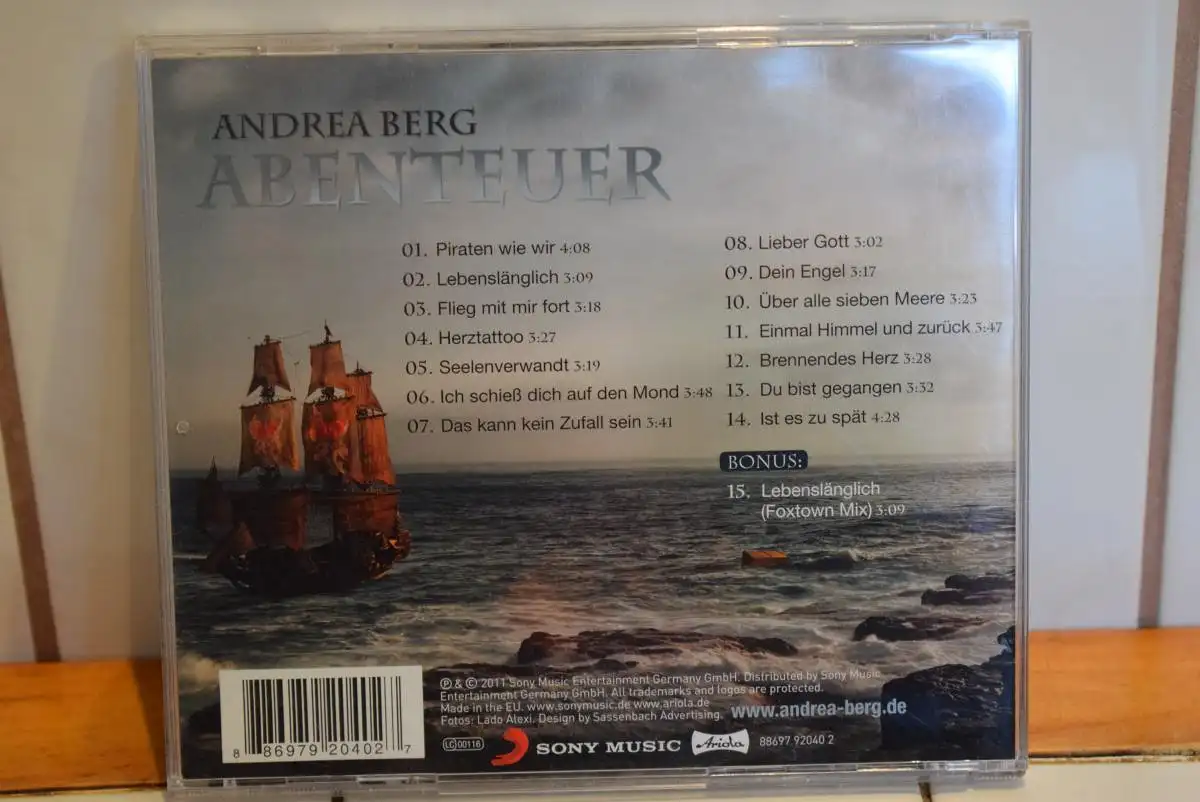 ANDREA BERG
ABENTEUER
01. Piraten wie wir 4:08
02. Lebenslänglich 3:09
03. Flieg mit mir fort 3:18
04. Herztattoo 3:27
05. Seelenverwandt 3:19
06. Ich schieß dich auf den Mond 3:48
07. Das kann kein Zufall sein 3:41
08. Lieber Gott 3:02
09. Dein Engel 3:17
10. Über alle sieben Meere 3:23
11. Einmal Himmel und zurück 3:47
12. Brennendes Herz 3:28
13. Du bist gegangen 3:32
14. Ist es zu spät 4:28
BONUS:
15. Lebenslänglich
(Foxtown Mix) 3:09
8 86979 20402 7
Ⓟ & © 2011 Sony Music Entertainment Germany GmbH. Distributed by Sony Music
Entertainment Germany GmbH. All trademarks and logos are protected.
Made in the EU. www.sonymusic.de www.ariola.de
Fotos: Lado Alexi. Design by Sassenbach Advertising.
www.andrea-berg.de
LC 00116
SONY MUSIC
Ariola
88697 92040 2